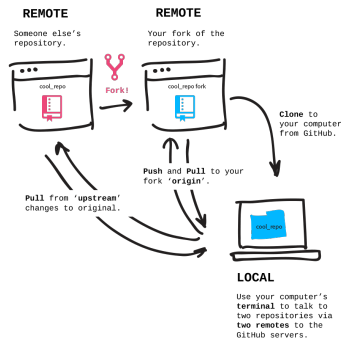 REMOTE
Someone else's
repository.
cool_repo
Fork!
REMOTE
Your fork of the
repository.
cool_repo fork
Clone to
your computer
from GitHub.
Push and Pull to your
fork ‘origin’.
Pull from ‘upstream’
changes to original.
cool_repo
LOCAL
Use your computer’s
terminal to talk to
two repositories via
two remotes to the
GitHub servers.